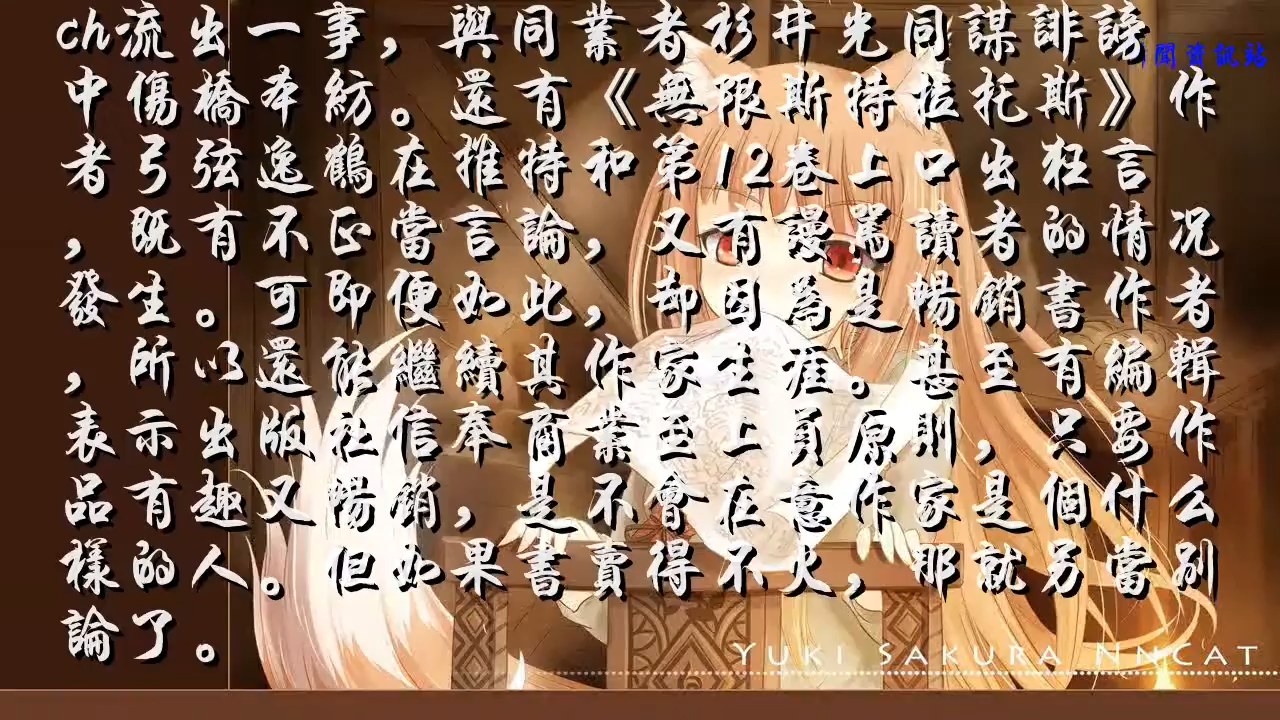 ch流出一事，與同業者杉井光同謀誹謗
聞資訊站
中傷橋本紡。還有《無限斯特拉托斯》作
者弓弦逸鶴在推特和第12卷上口出狂言
，既有不正當言論，又有謾罵讀者的情況
發生。可即便如此，却因為是暢銷書作者
，所以還能繼續其作家生涯。甚至有編輯
表示出版社信奉商業至上員原則，只要作
品有趣又暢銷，是不會在意作家是個什么
樣的人。但如果書賣得不火，那就另當別
論了。
YUKI SAKURA NNCAT